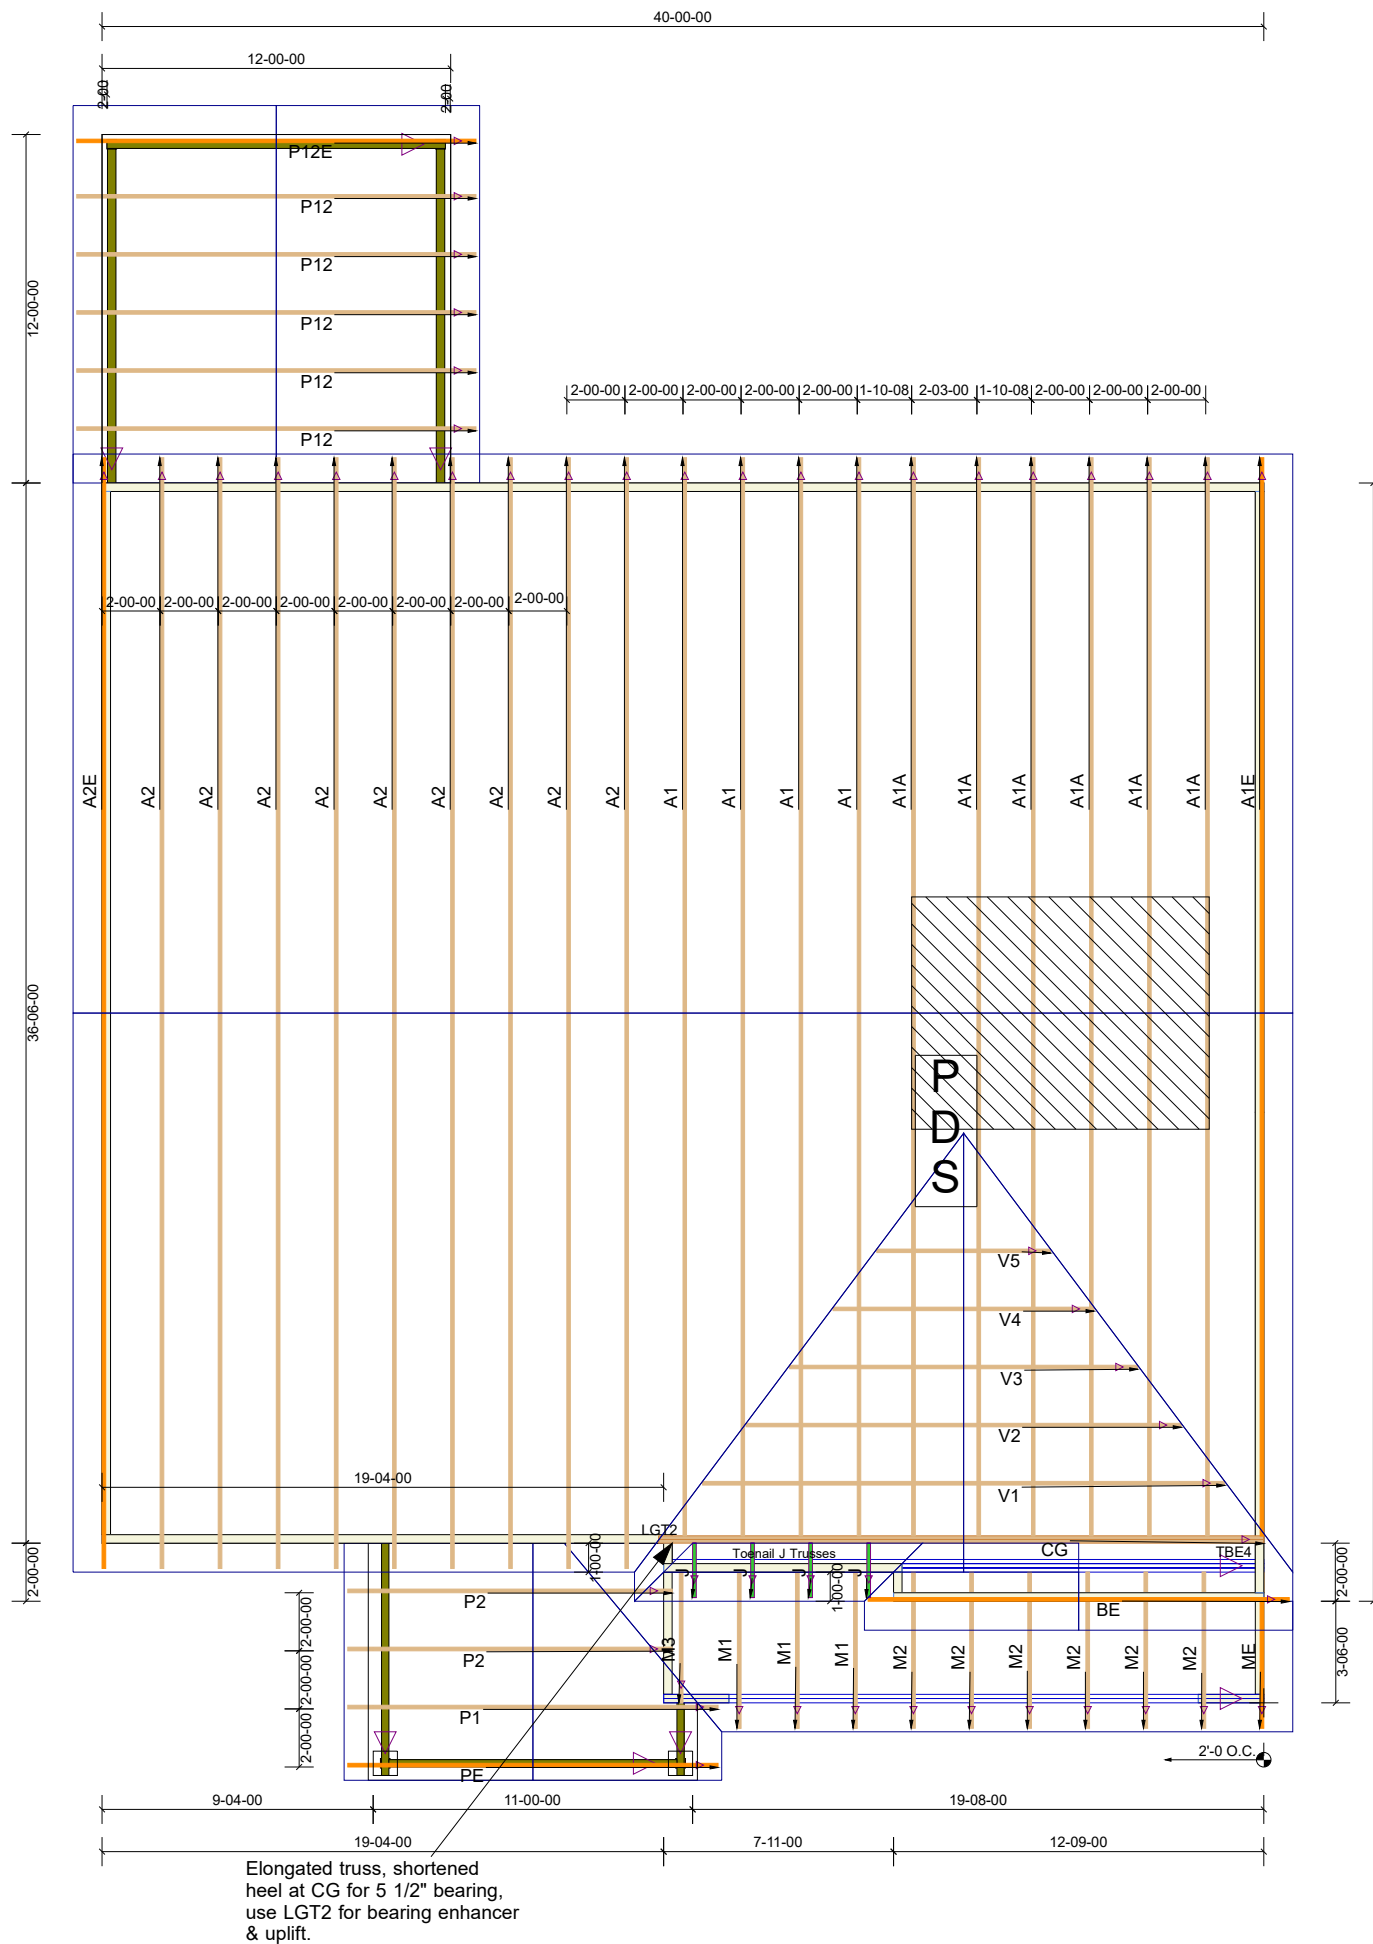 40-00-00
12-00-00
2-00
2-00
P12E
P12
P12
P12
P12
P12
12-00-00
2-00-00 2-00-00 2-00-00 2-00-00 2-00-00 1-10-08 2-03-00 1-10-08 2-00-00 2-00-00 2-00-00
2-00-00 2-00-00 2-00-00 2-00-00 2-00-00 2-00-00 2-00-00 2-00-00
A2E A2 A2 A2 A2 A2 A2 A2 A2 A2 A1 A1 A1 A1 A1A A1A A1A A1A A1A A1A A1E
36-06-00
P
D
S
V5
V4
V3
V2
V1
19-04-00
LGT2
Toenail J Trusses
CG
TBE4
J J J J
2-00-00
1-00-00
1-00-00
2-00-00
BE
P2
P2
P1
PE
2-00-00
2-00-00
2-00-00
M3 M1 M1 M1 M2 M2 M2 M2 M2 M2 ME
3-06-00
2'-0 O.C.
9-04-00 11-00-00 19-08-00
19-04-00 7-11-00 12-09-00
Elongated truss, shortened
heel at CG for 5 1/2" bearing,
use LGT2 for bearing enhancer
& uplift.